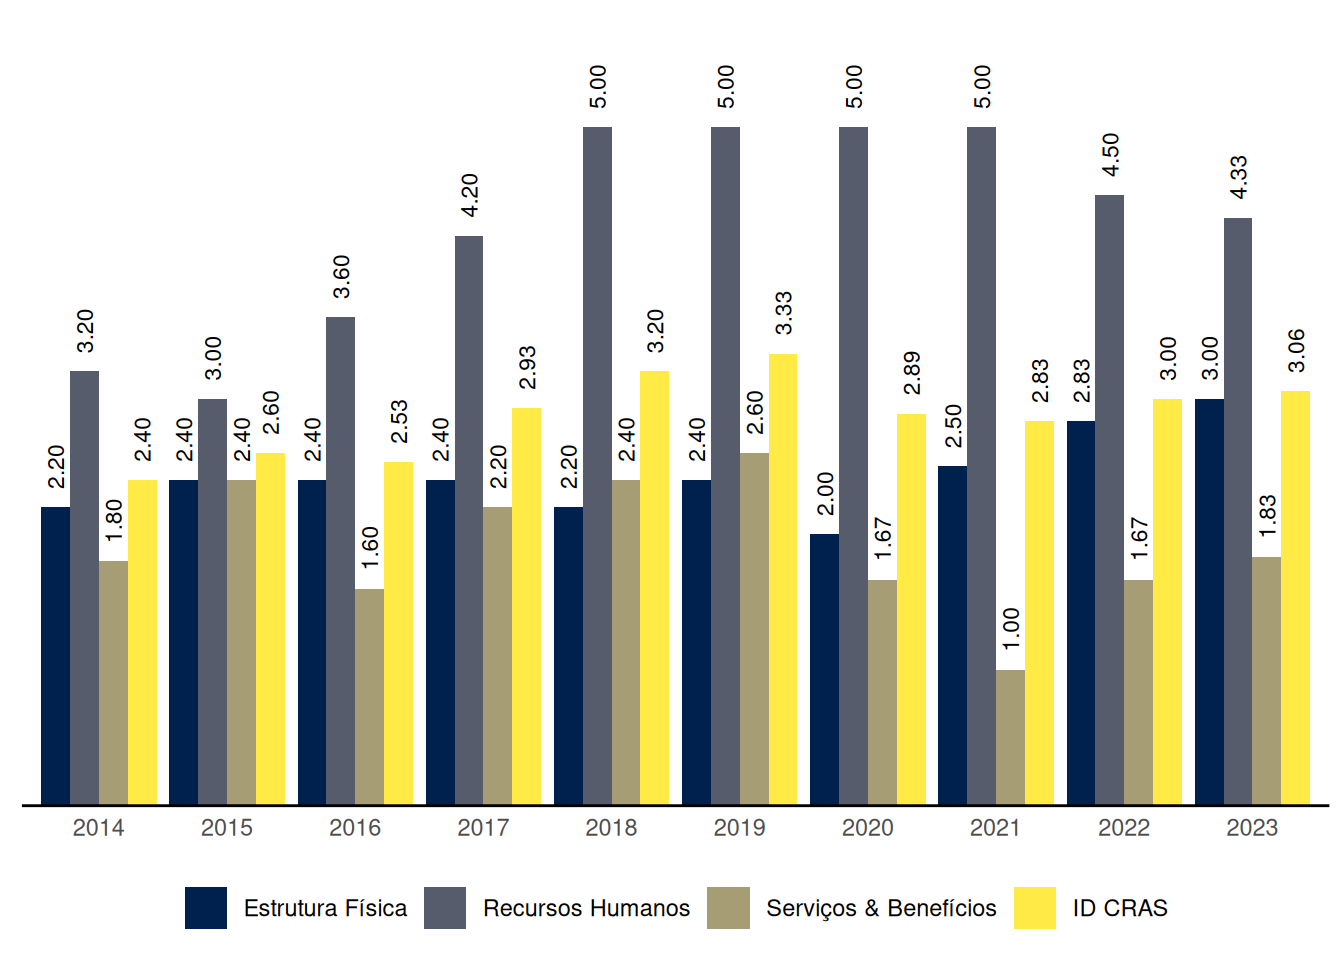 2.20 3.20 1.80 2.40
2.40 3.00 2.40 2.60
2.40 3.60 1.60 2.53
2.40 4.20 2.20 2.93
2.20 5.00 2.40 3.20
2.40 5.00 2.60 3.33
2.00 5.00 1.67 2.89
2.50 5.00 1.00 2.83
2.83 4.50 1.67 3.00
3.00 4.33 1.83 3.06
2014 2015 2016 2017 2018 2019 2020 2021 2022 2023
Estrutura Física Recursos Humanos Serviços & Benefícios ID CRAS